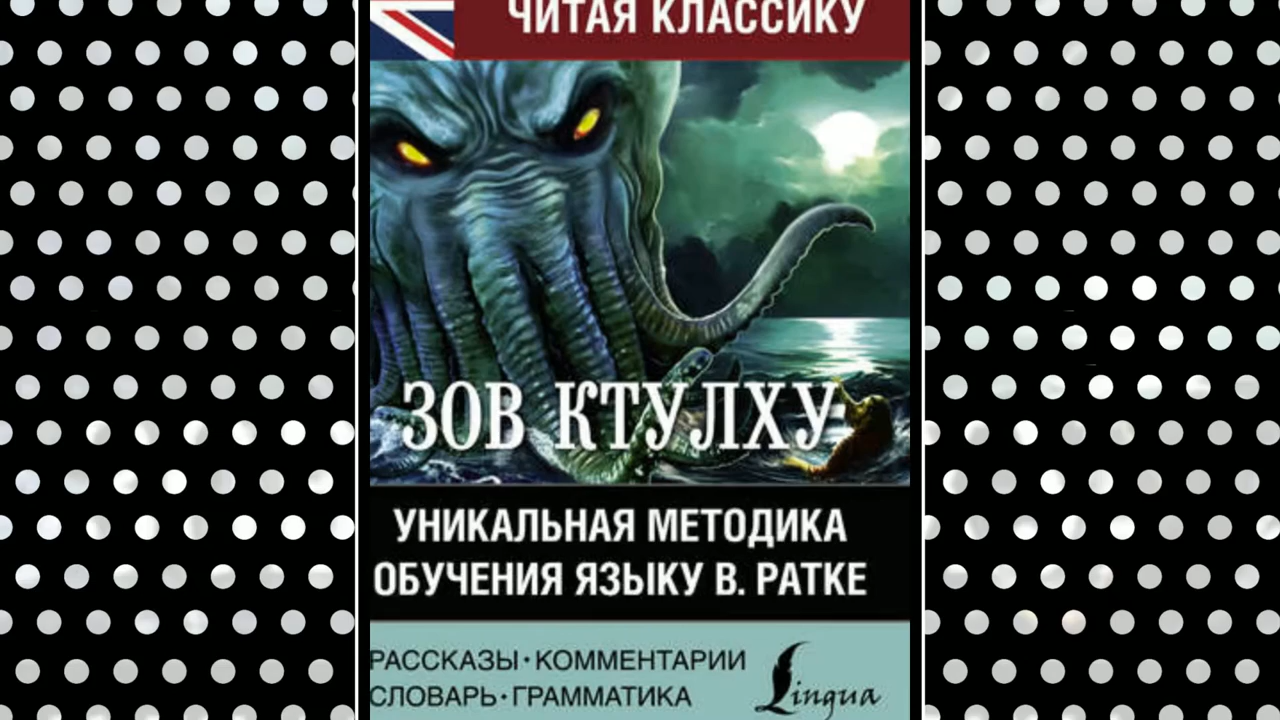 ЧИТАЯ КЛАССИКУ
ЗОВ КТУЛХУ
УНИКАЛЬНАЯ МЕТОДИКА
ОБУЧЕНИЯ ЯЗЫКУ В. РАТКЕ
РАССКАЗЫ·КОММЕНТАРИИ
СЛОВАРЬ·ГРАММАТИКА
Lingua